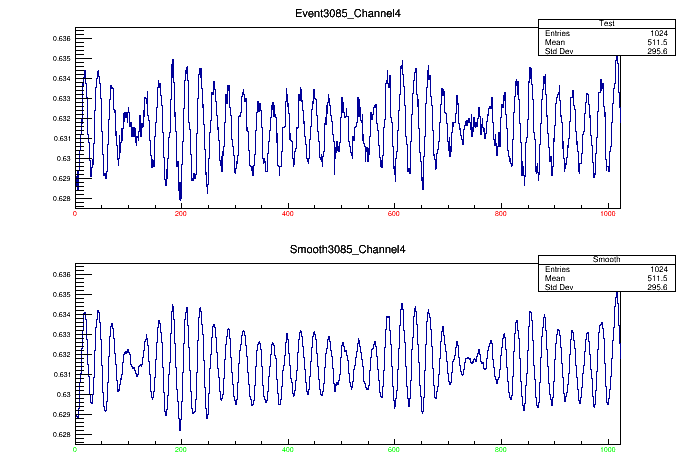 Event3085_Channel4
Test
Entries 1024
Mean 511.5
Std Dev 295.6
0.636
0.635
0.634
0.633
0.632
0.631
0.63
0.629
0.628
0 200 400 600 800 1000
Smooth3085_Channel4
Smooth
Entries 1024
Mean 511.5
Std Dev 295.6
0.636
0.635
0.634
0.633
0.632
0.631
0.63
0.629
0.628
0 200 400 600 800 1000